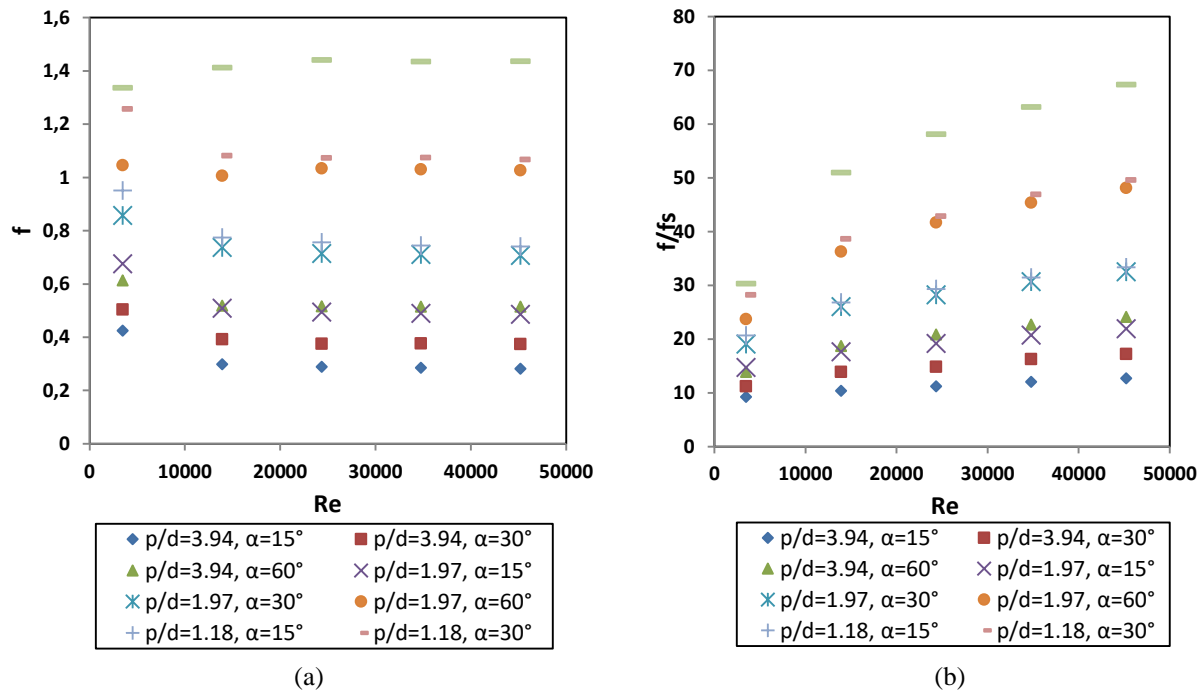 1,6
1,4
1,2
1
0,8
0,6
0,4
0,2
0
f
0 10000 20000 30000 40000 50000
Re
p/d=3.94, α=15° p/d=3.94, α=30°
p/d=3.94, α=60° p/d=1.97, α=15°
p/d=1.97, α=30° p/d=1.97, α=60°
p/d=1.18, α=15° p/d=1.18, α=30°
(a)
80
70
60
50
40
30
20
10
0
f/fs
0 10000 20000 30000 40000 50000
Re
p/d=3.94, α=15° p/d=3.94, α=30°
p/d=3.94, α=60° p/d=1.97, α=15°
p/d=1.97, α=30° p/d=1.97, α=60°
p/d=1.18, α=15° p/d=1.18, α=30°
(b)